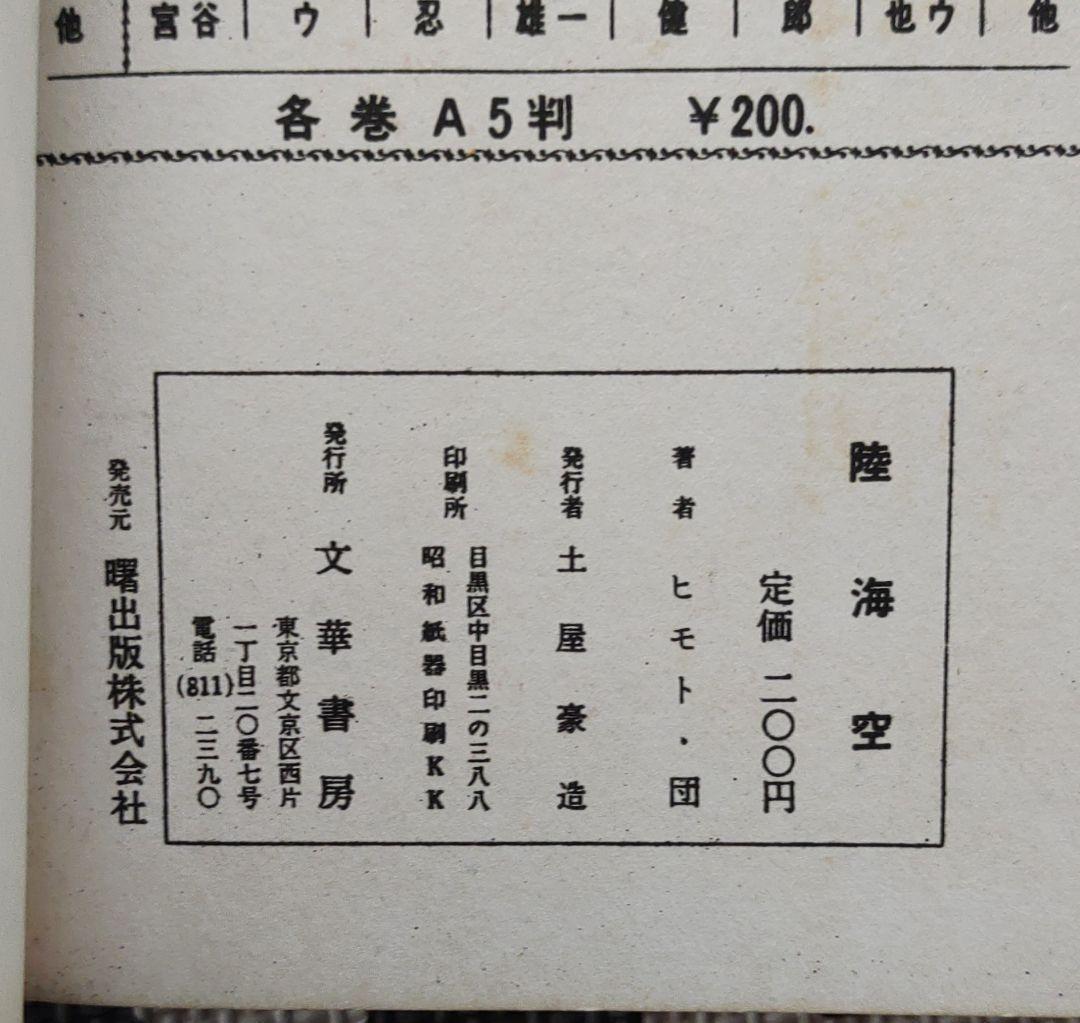 他 宮谷 ウ 忍 雄一 健 郎 也ウ 他
各巻 A5判 ¥200.
陸海空
定価 二〇〇円
著者 ヒモト・団
発行者 土屋豪造
印刷所 目黒区中目黒二の三八八
昭和紙器印刷KK
発行所 文華書房
東京都文京区西片
一丁目二〇番七号
電話(811)二三九〇
発売元 曙出版株式会社